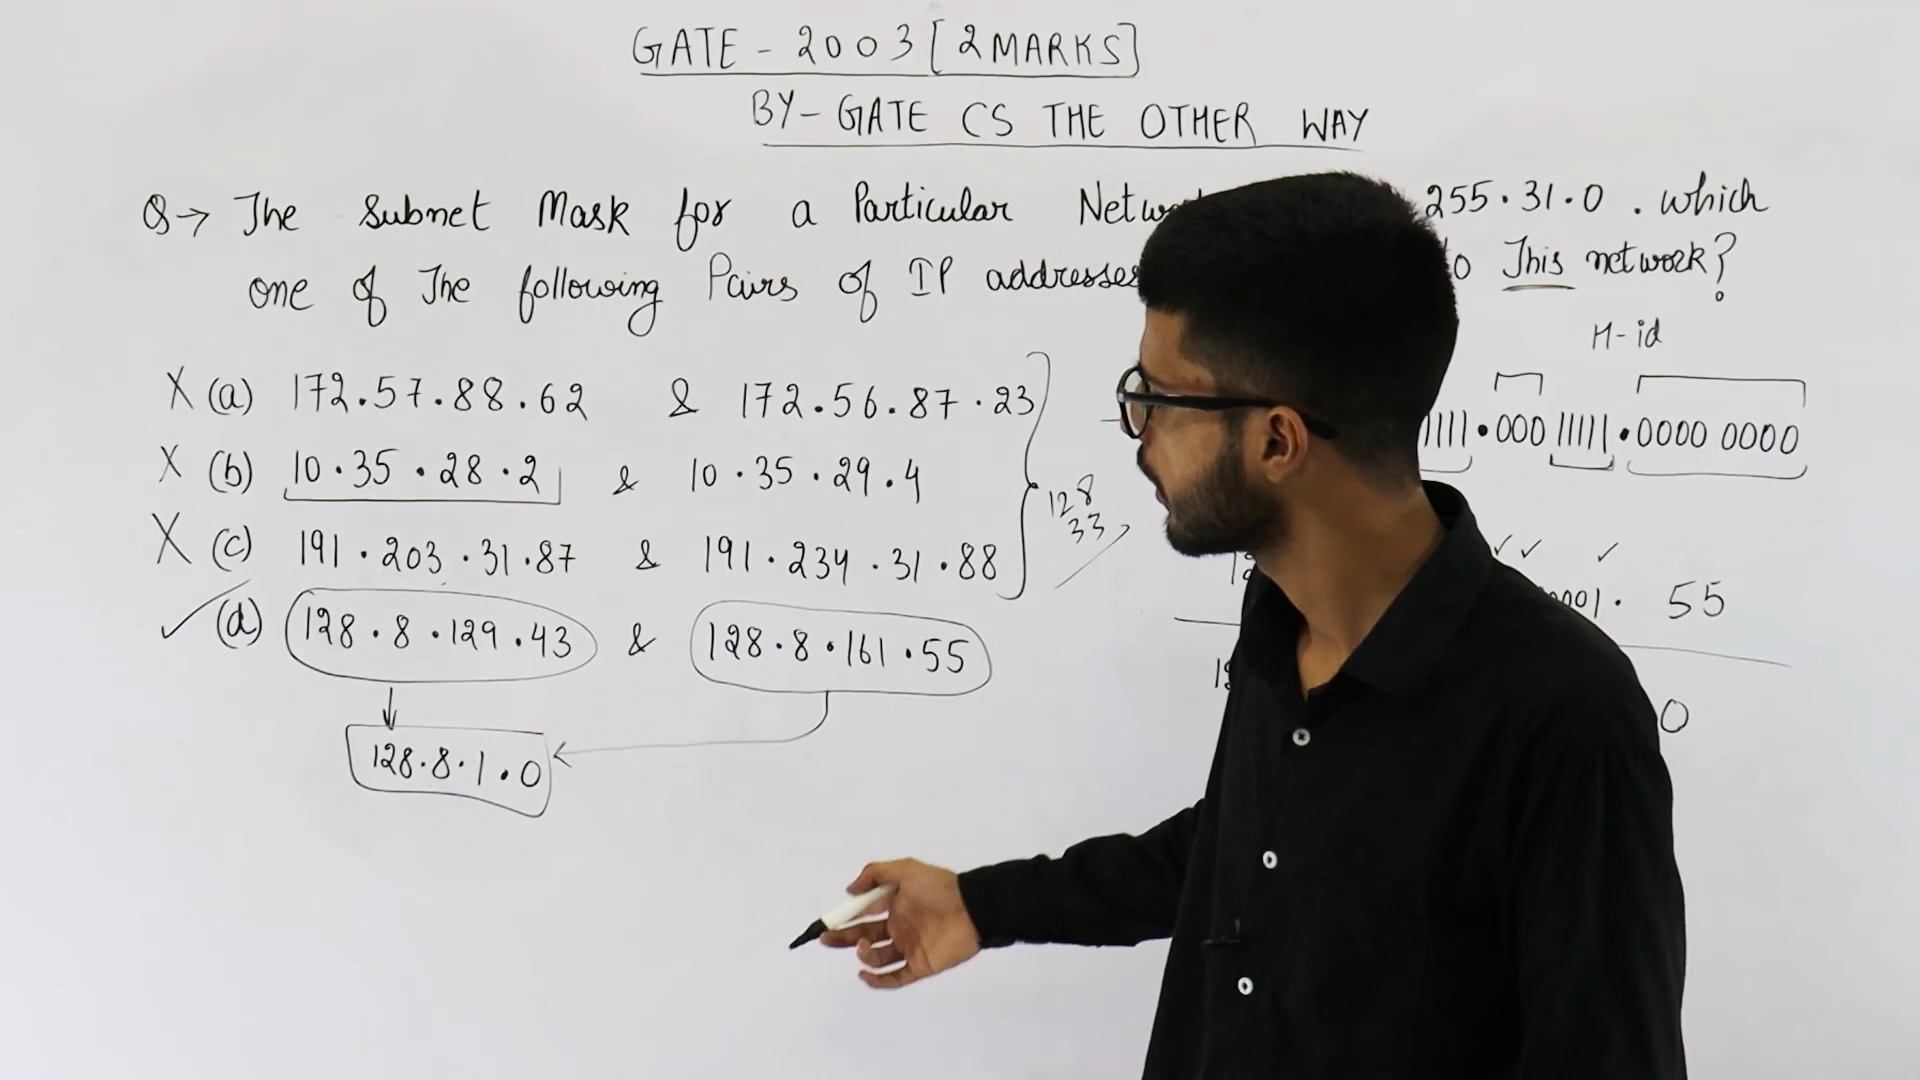 GATE - 2003 [2 MARKS]
BY - GATE CS THE OTHER WAY
Q → The Subnet Mask for a Particular 255.31.0 . which
one of The following Pairs of IP addresses This network?
H-id
X (a) 172.57.88.62 & 172.56.87.23
1111.000 11111.0000 0000
X (b) 10.35.28.2 & 10.35.29.4
128
33
X (c) 191.203.31.87 & 191.234.31.88
✓ (d) 128.8.129.43 & 128.8.161.55
001. 55
0
128.8.1.0